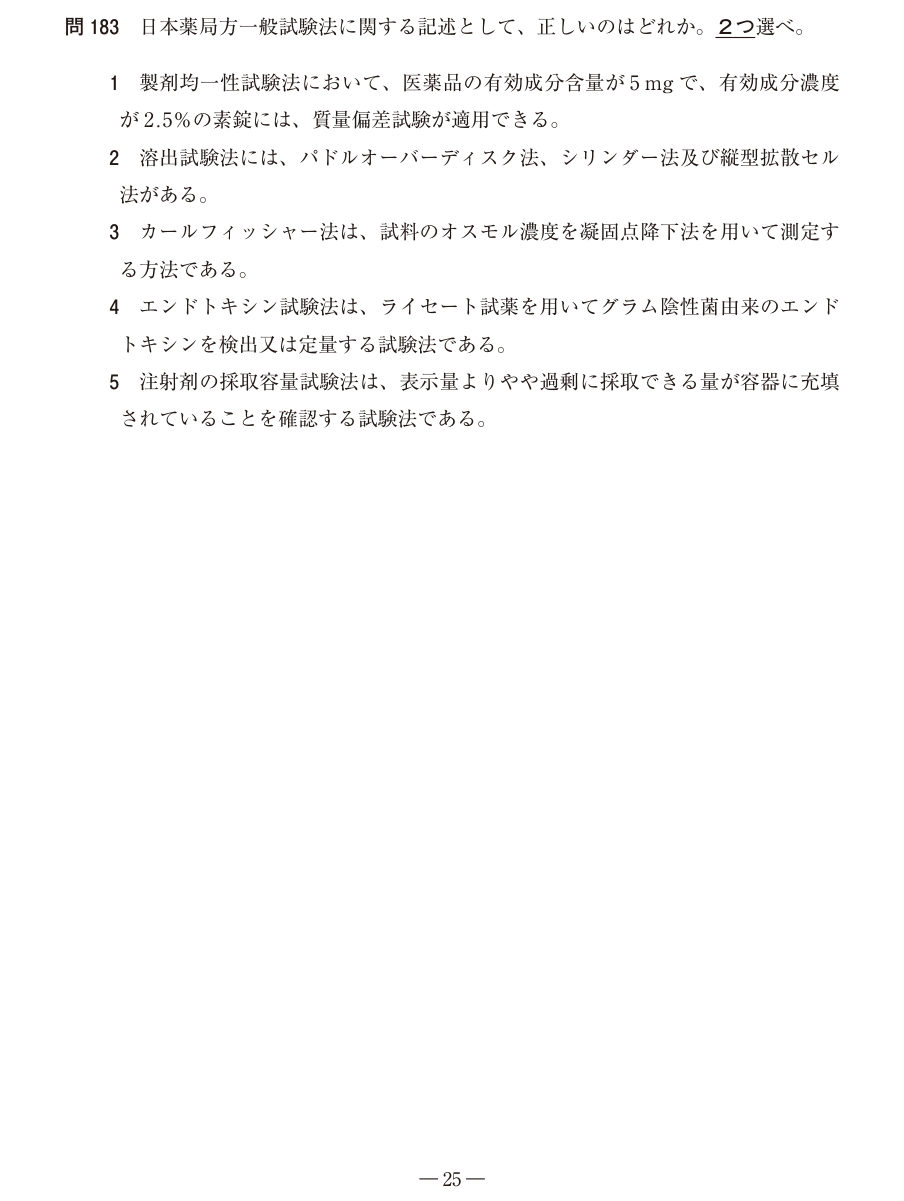 問 183 日本薬局方一般試験法に関する記述として、正しいのはどれか。2つ選べ。
1 製剤均一性試験法において、医薬品の有効成分含量が 5 mg で、有効成分濃度
が 2.5%の素錠には、質量偏差試験が適用できる。
2 溶出試験法には、パドルオーバーディスク法、シリンダー法及び縦型拡散セル
法がある。
3 カールフィッシャー法は、試料のオスモル濃度を凝固点降下法を用いて測定す
る方法である。
4 エンドトキシン試験法は、ライセート試薬を用いてグラム陰性菌由来のエンド
トキシンを検出又は定量する試験法である。
5 注射剤の採取容量試験法は、表示量よりやや過剰に採取できる量が容器に充填
されていることを確認する試験法である。
— 25 —